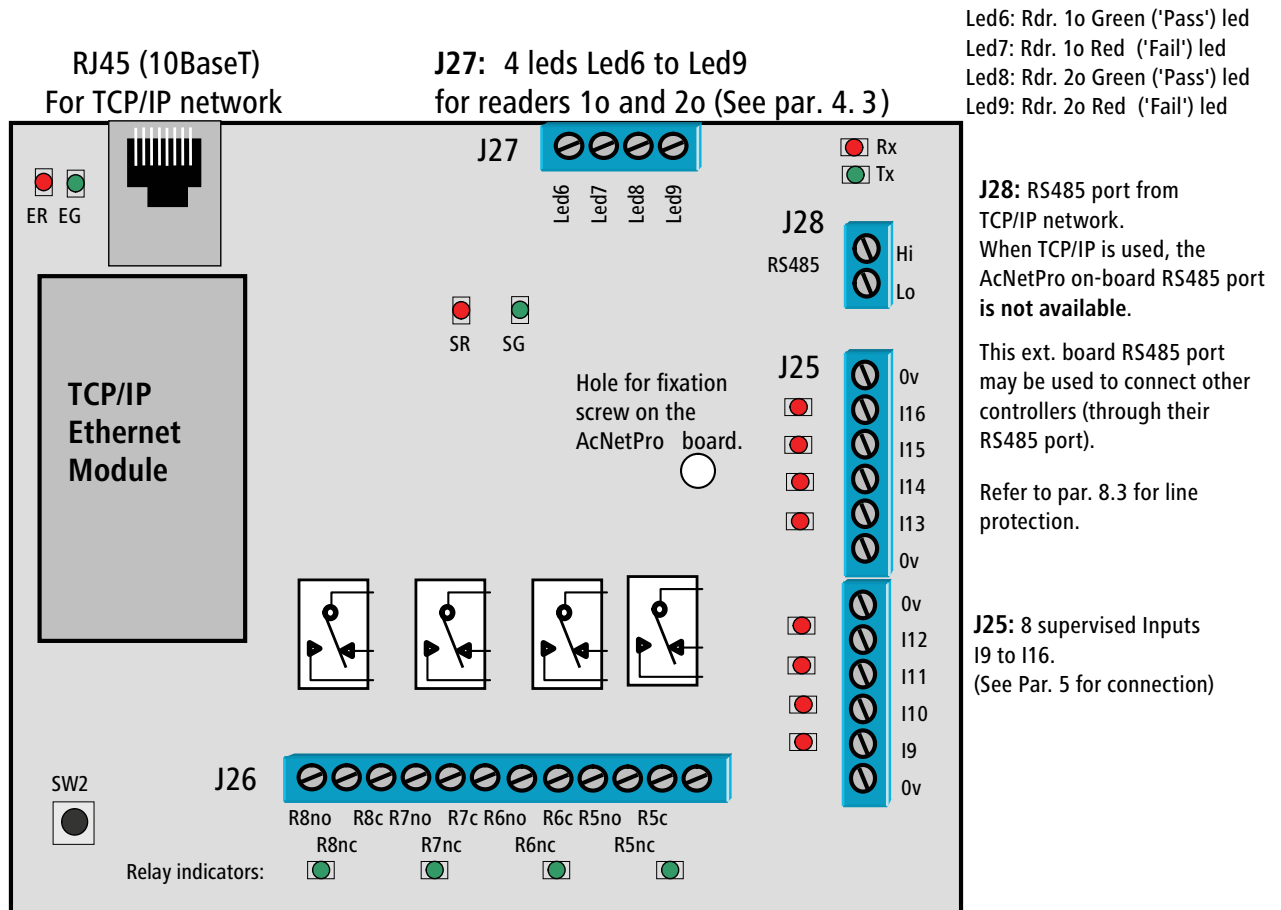 Led6: Rdr. 1o Green ('Pass') led
Led7: Rdr. 1o Red ('Fail') led
Led8: Rdr. 2o Green ('Pass') led
Led9: Rdr. 2o Red ('Fail') led
RJ45 (10BaseT)
For TCP/IP network
J27: 4 leds Led6 to Led9
for readers 1o and 2o (See par. 4. 3)
J27
Led6
Led7
Led8
Led9
Rx
Tx
ER EG
J28
RS485
Hi
Lo
J28: RS485 port from
TCP/IP network.
When TCP/IP is used, the
AcNetPro on-board RS485 port
is not available.
This ext. board RS485 port
may be used to connect other
controllers (through their
RS485 port).
Refer to par. 8.3 for line
protection.
SR SG
TCP/IP
Ethernet
Module
Hole for fixation
screw on the
AcNetPro board.
J25
0v
I16
I15
I14
I13
0v
0v
I12
I11
I10
I9
0v
J25: 8 supervised Inputs
I9 to I16.
(See Par. 5 for connection)
SW2
J26
R8no R8c R7no R7c R6no R6c R5no R5c
R8nc R7nc R6nc R5nc
Relay indicators: